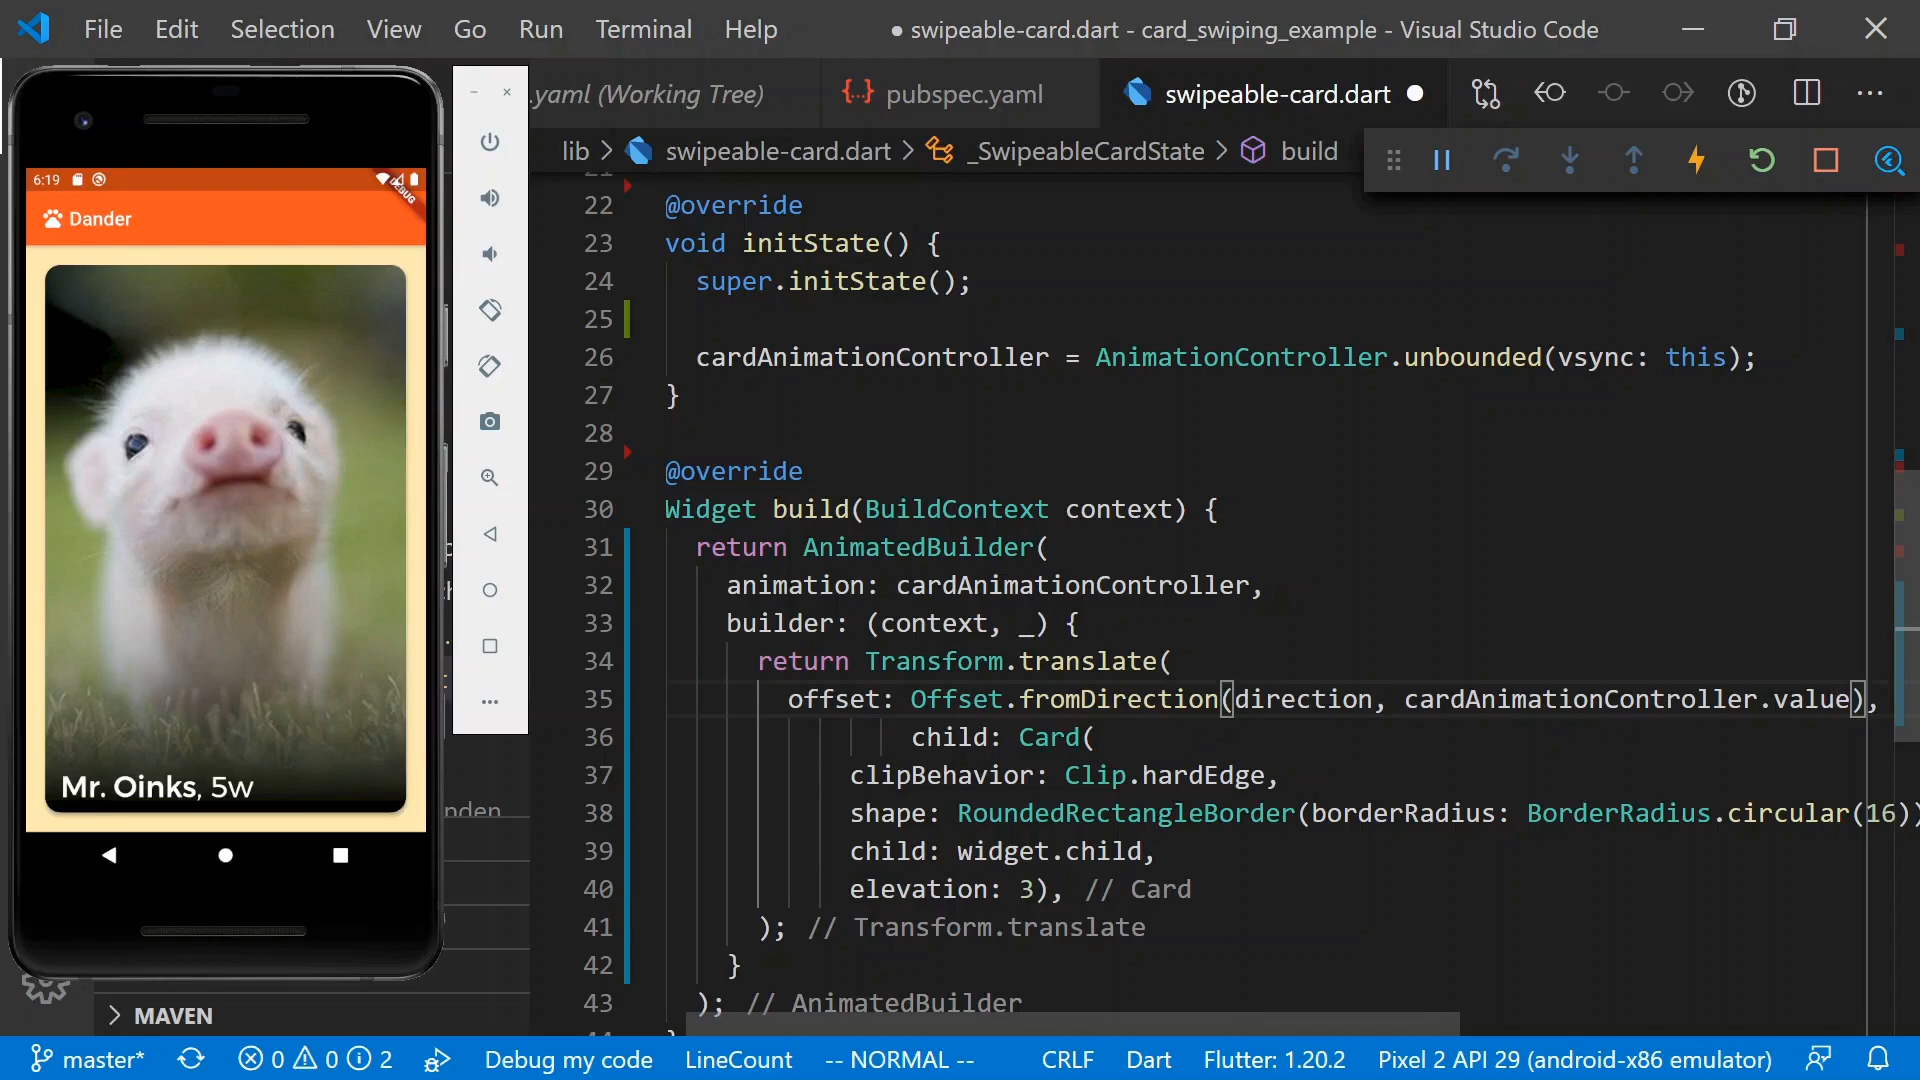 File Edit Selection View Go Run Terminal Help
● swipeable-card.dart - card_swiping_example - Visual Studio Code
.yaml (Working Tree)
{..} pubspec.yaml
swipeable-card.dart
lib > swipeable-card.dart > _SwipeableCardState > build
6:19
DEBUG
Dander
Mr. Oinks, 5w
22 @override
23 void initState() {
24 super.initState();
25
26 cardAnimationController = AnimationController.unbounded(vsync: this);
27 }
28
29 @override
30 Widget build(BuildContext context) {
31 return AnimatedBuilder(
32 animation: cardAnimationController,
33 builder: (context, _) {
34 return Transform.translate(
35 offset: Offset.fromDirection(direction, cardAnimationController.value),
36 child: Card(
37 clipBehavior: Clip.hardEdge,
38 shape: RoundedRectangleBorder(borderRadius: BorderRadius.circular(16))
39 child: widget.child,
40 elevation: 3), // Card
41 ); // Transform.translate
42 }
43 ); // AnimatedBuilder
nden
MAVEN
master* 0 0 2 Debug my code LineCount -- NORMAL -- CRLF Dart Flutter: 1.20.2 Pixel 2 API 29 (android-x86 emulator)